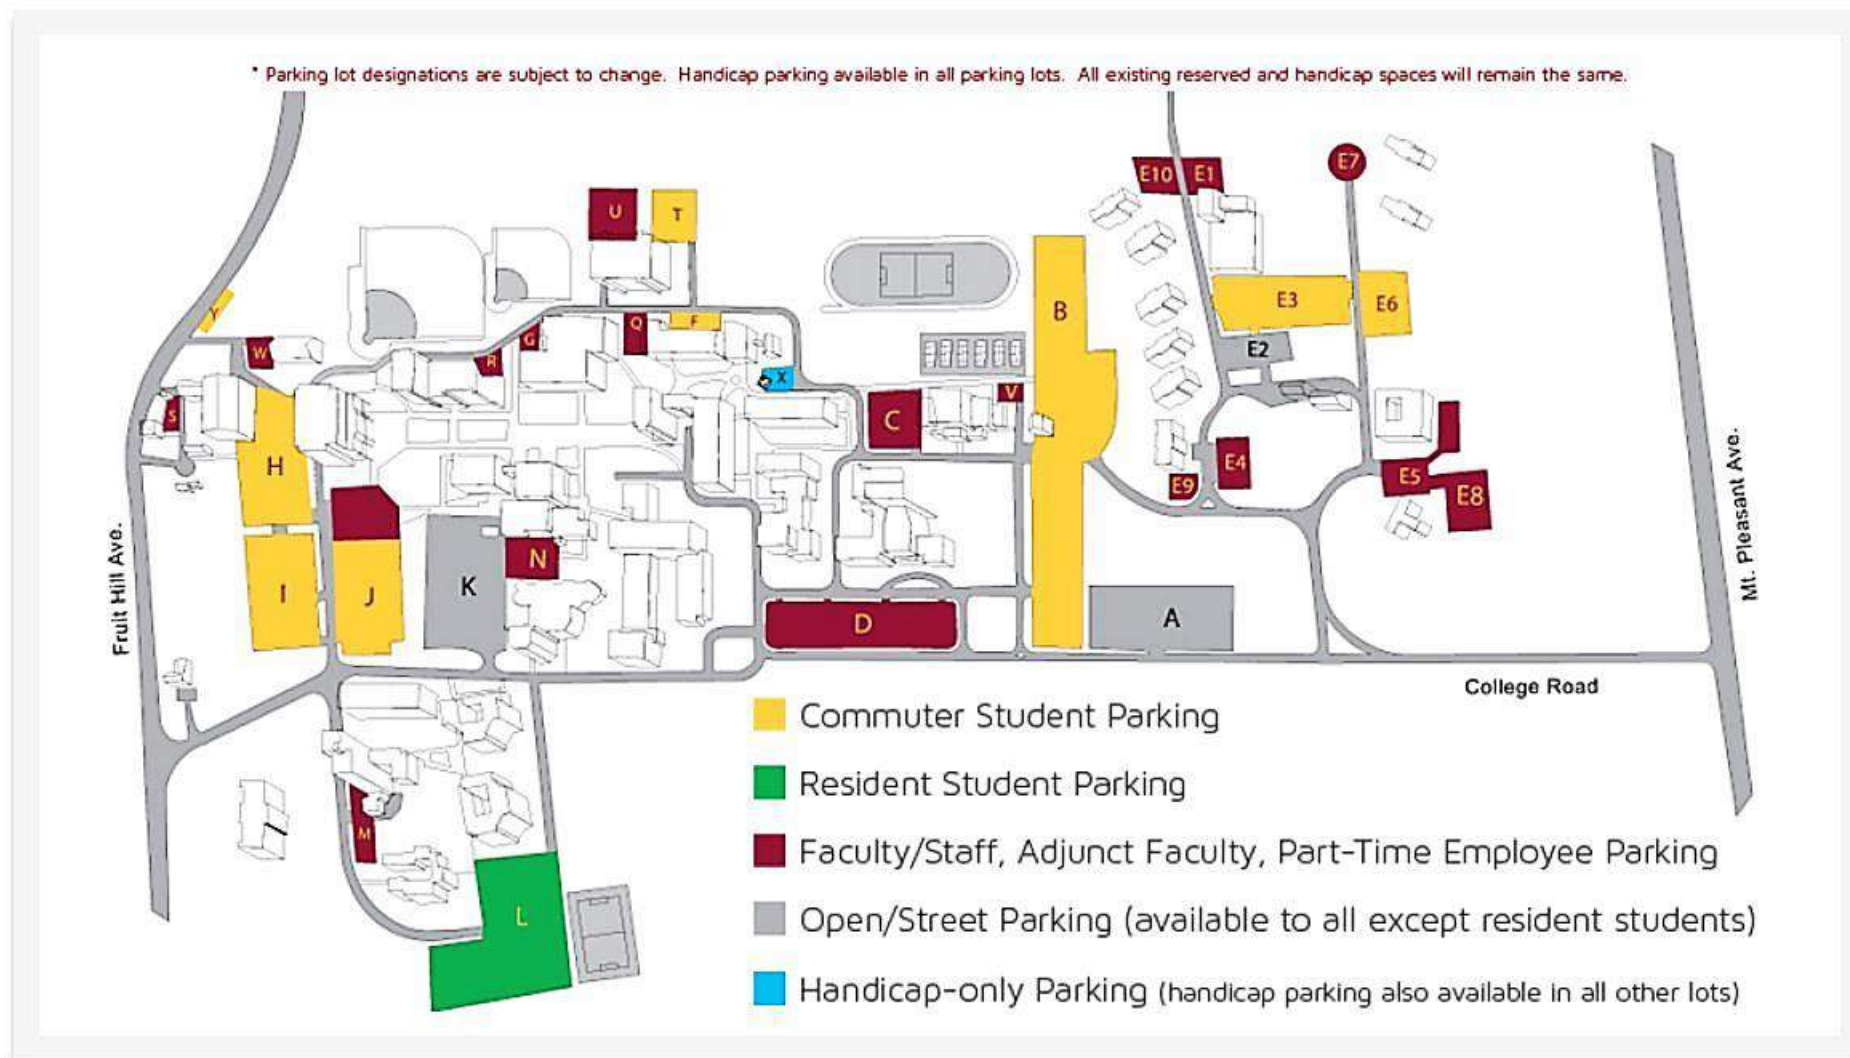 * Parking lot designations are subject to change. Handicap parking available in all parking lots. All existing reserved and handicap spaces will remain the same.
E10
E1
E7
U
T
B
E3
E6
Y
Q
F
G
W
R
E2
X
V
S
C
H
E4
E5
E9
E8
N
I
J
K
D
A
Fruit Hill Ave.
Mt. Pleasant Ave.
College Road
M
L
Commuter Student Parking
Resident Student Parking
Faculty/Staff, Adjunct Faculty, Part-Time Employee Parking
Open/Street Parking (available to all except resident students)
Handicap-only Parking (handicap parking also available in all other lots)